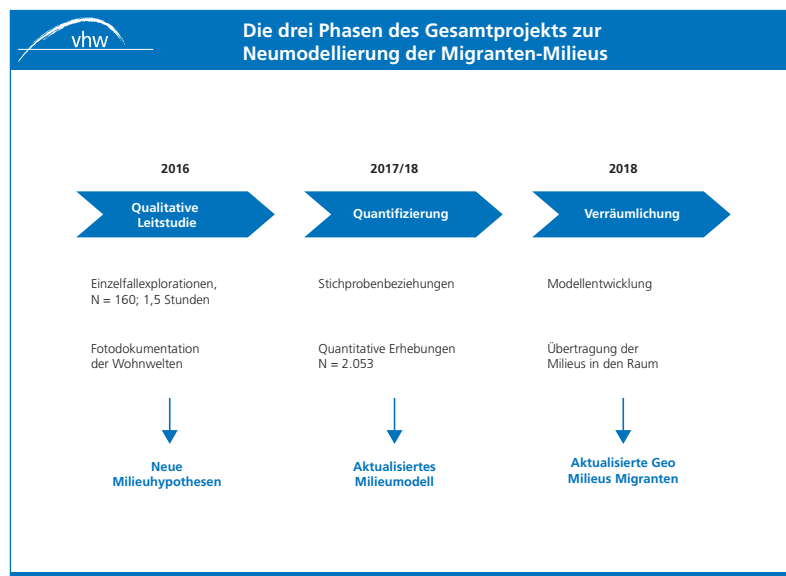 vhw
Die drei Phasen des Gesamtprojekts zur
Neumodellierung der Migranten-Milieus
2016
Qualitative
Leitstudie
Einzelfallexplorationen,
N = 160; 1,5 Stunden
Fotodokumentation
der Wohnwelten
Neue
Milieuhypothesen
2017/18
Quantifizierung
Stichprobenbeziehungen
Quantitative Erhebungen
N = 2.053
Aktualisiertes
Milieumodell
2018
Verräumlichung
Modellentwicklung
Übertragung der
Milieus in den Raum
Aktualisierte Geo
Milieus Migranten